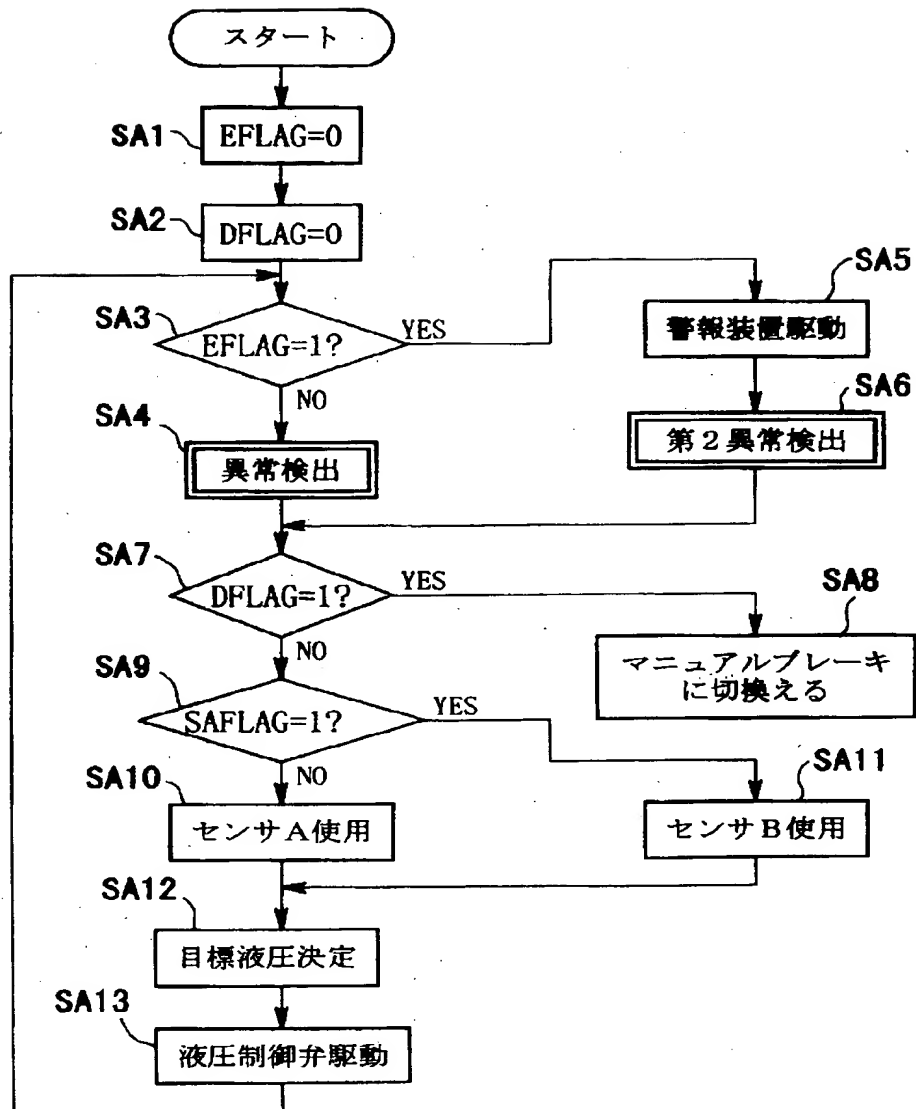 スタート
SA1
EFLAG=0
SA2
DFLAG=0
SA3
EFLAG=1?
YES
NO
SA5
警報装置駆動
SA4
異常検出
SA6
第2異常検出
SA7
DFLAG=1?
YES
NO
SA8
マニュアルブレーキ
に切換える
SA9
SAFLAG=1?
YES
NO
SA10
センサA使用
SA11
センサB使用
SA12
目標液圧決定
SA13
液圧制御弁駆動